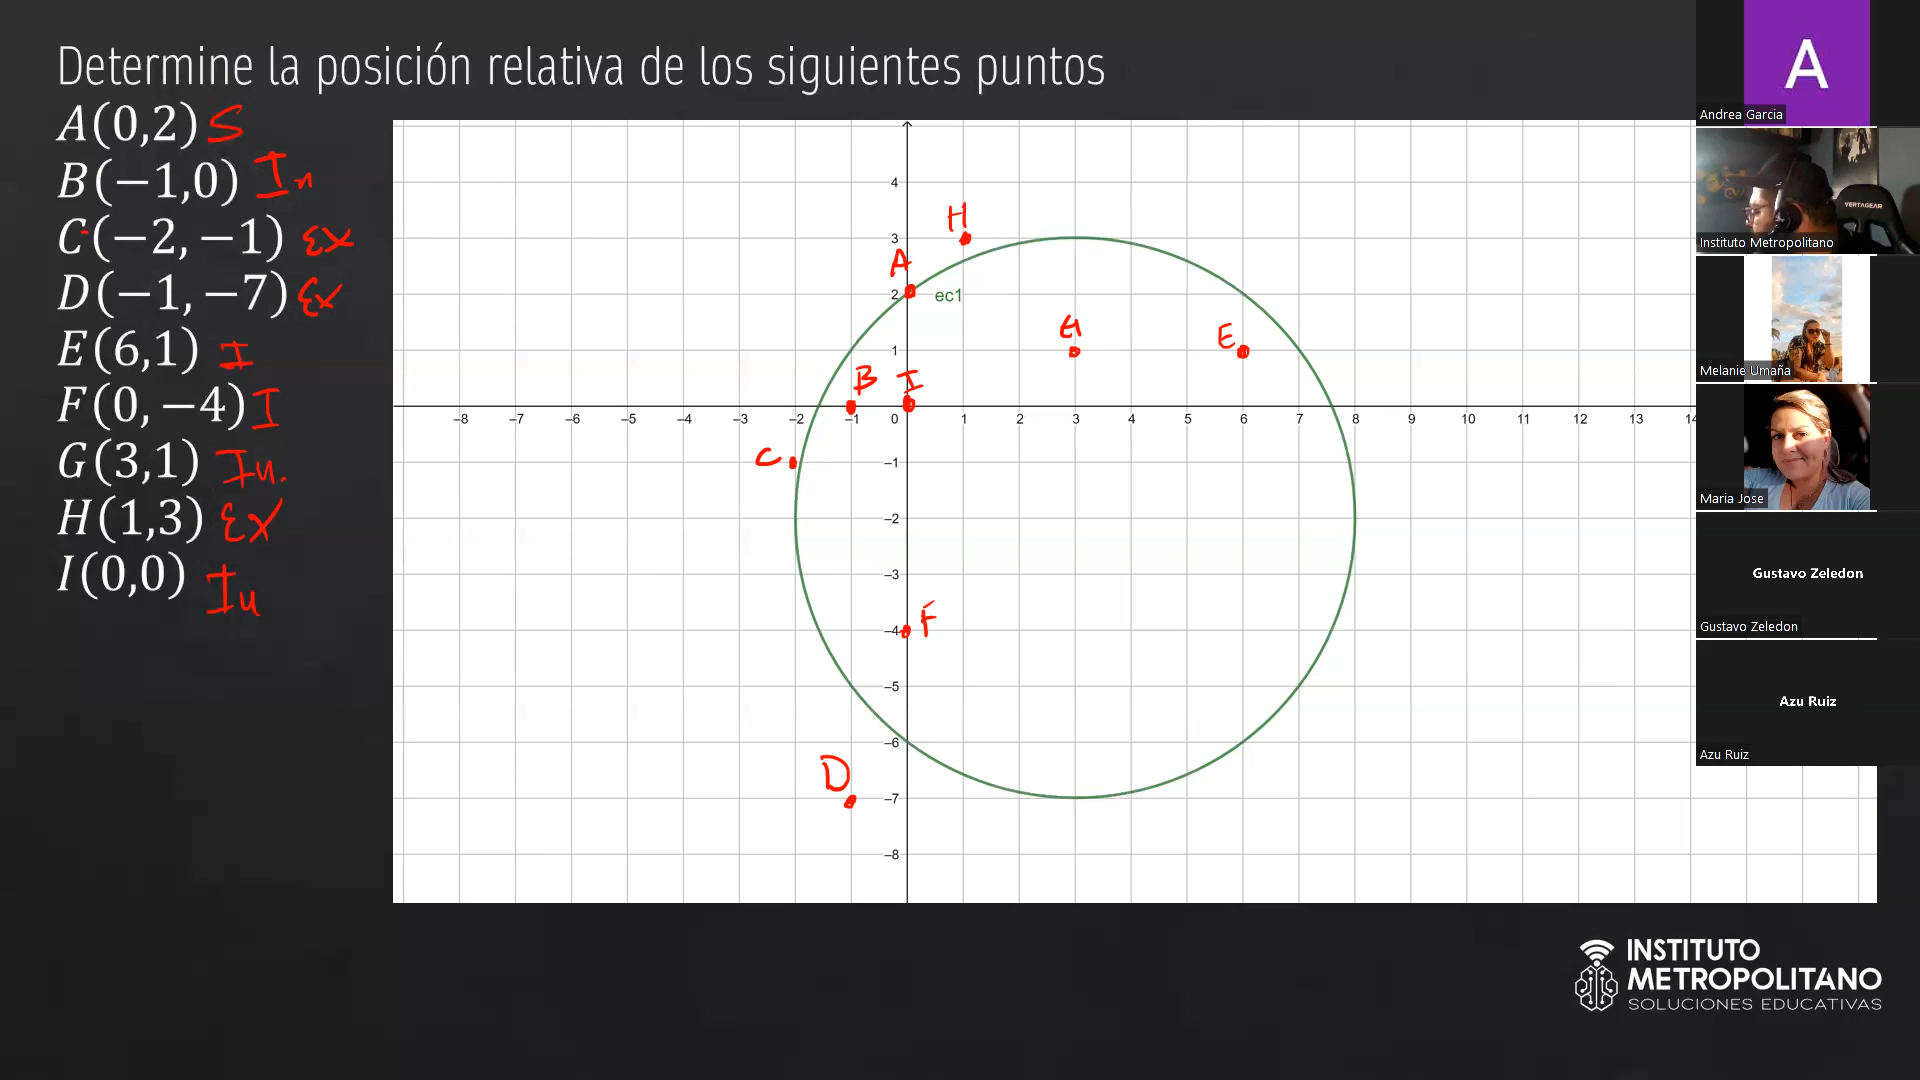 Determine la posición relativa de los siguientes puntos
A(0,2) S
B(−1,0) In
C(−2,−1) Ex
D(−1,−7) Ex
E(6,1) I
F(0,−4) I
G(3,1) Iu.
H(1,3) Ex
I(0,0) Iu
4
H
3
A
2
ec1
G
E
1
B
I
−8 −7 −6 −5 −4 −3 −2 −1 0 1 2 3 4 5 6 7 8 9 10 11 12 13 14
C
−1
−2
−3
F
−4
−5
−6
D
−7
−8
A
Andrea Garcia
VERTAGEAR
Instituto Metropolitano
Melanie Umaña
Maria Jose
Gustavo Zeledon
Gustavo Zeledon
Azu Ruiz
Azu Ruiz
INSTITUTO
METROPOLITANO
SOLUCIONES EDUCATIVAS